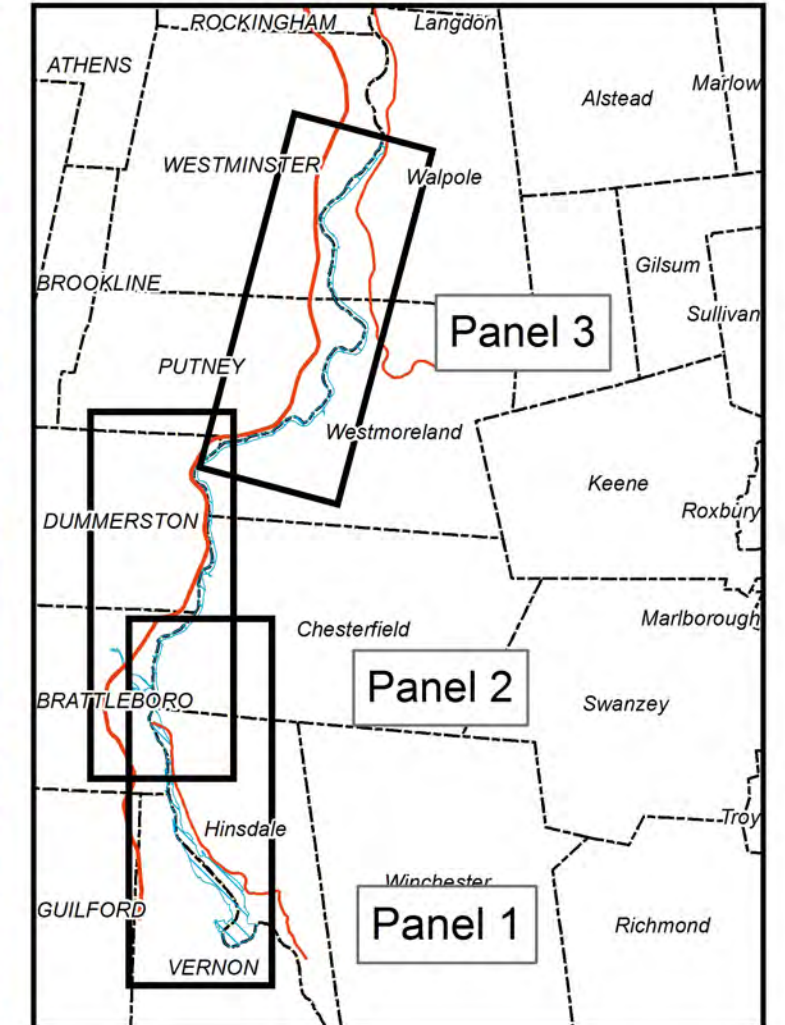 ROCKINGHAM
Langdon
ATHENS
Marlow
Alstead
WESTMINSTER
Walpole
Gilsum
BROOKLINE
Sullivan
Panel 3
PUTNEY
Westmoreland
Keene
Roxbury
DUMMERSTON
Chesterfield
Marlborough
Panel 2
BRATTLEBORO
Swanzey
Troy
Hinsdale
Winchester
GUILFORD
Panel 1
Richmond
VERNON